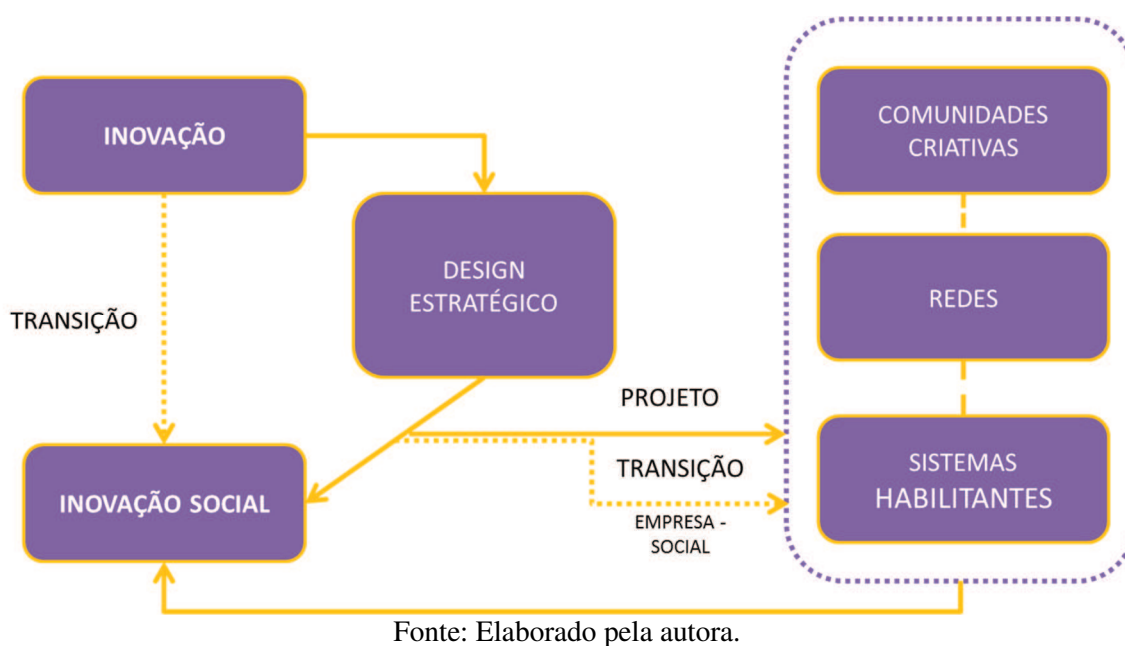 INOVAÇÃO
TRANSIÇÃO
INOVAÇÃO SOCIAL
DESIGN
ESTRATÉGICO
PROJETO
TRANSIÇÃO
EMPRESA -
SOCIAL
COMUNIDADES
CRIATIVAS
REDES
SISTEMAS
HABILITANTES
Fonte: Elaborado pela autora.